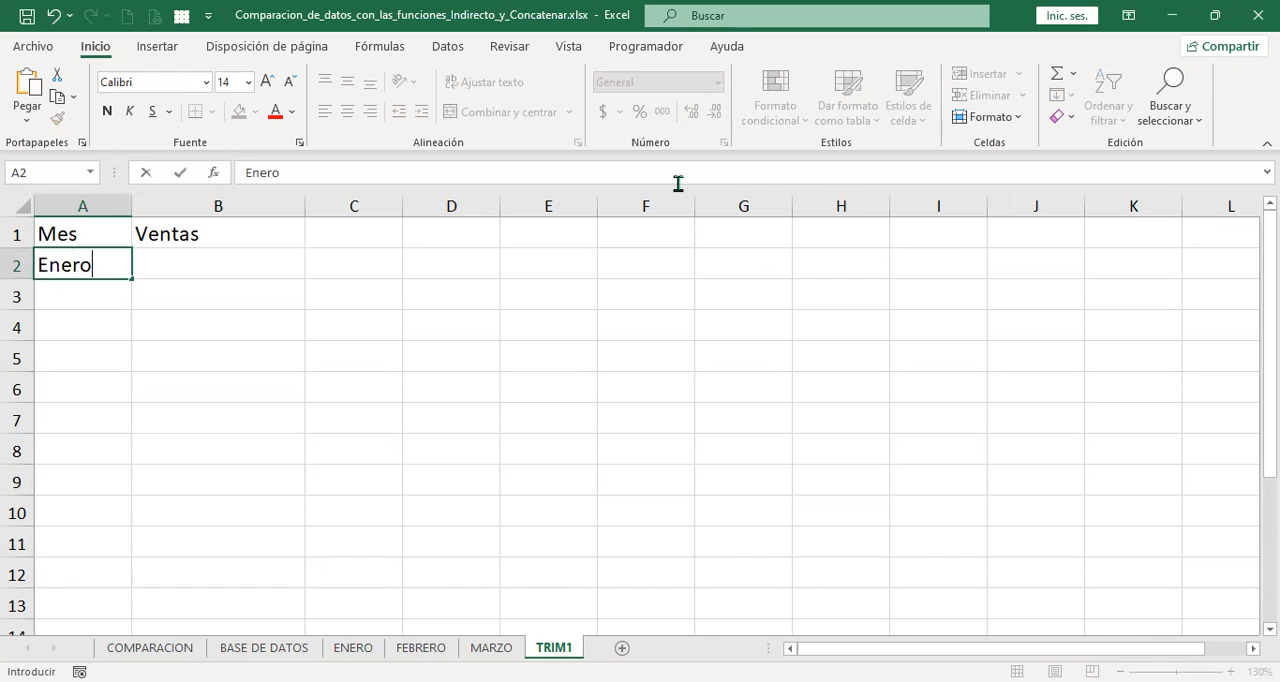 Comparacion_de_datos_con_las_funciones_Indirecto_y_Concatenar.xlsx - Excel
Buscar
Inic. ses.
Archivo Inicio Insertar Disposición de página Fórmulas Datos Revisar Vista Programador Ayuda Compartir
Pegar
Calibri 14
N K S
Ajustar texto
Combinar y centrar
General
$ % 000
Formato condicional
Dar formato como tabla
Estilos de celda
Insertar
Eliminar
Formato
Ordenar y filtrar
Buscar y seleccionar
Portapapeles Fuente Alineación Número Estilos Celdas Edición
A2 fx Enero
A B C D E F G H I J K L
1 Mes Ventas
2 Enero
3
4
5
6
7
8
9
10
11
12
13
14
COMPARACION BASE DE DATOS ENERO FEBRERO MARZO TRIM1
Introducir 130%